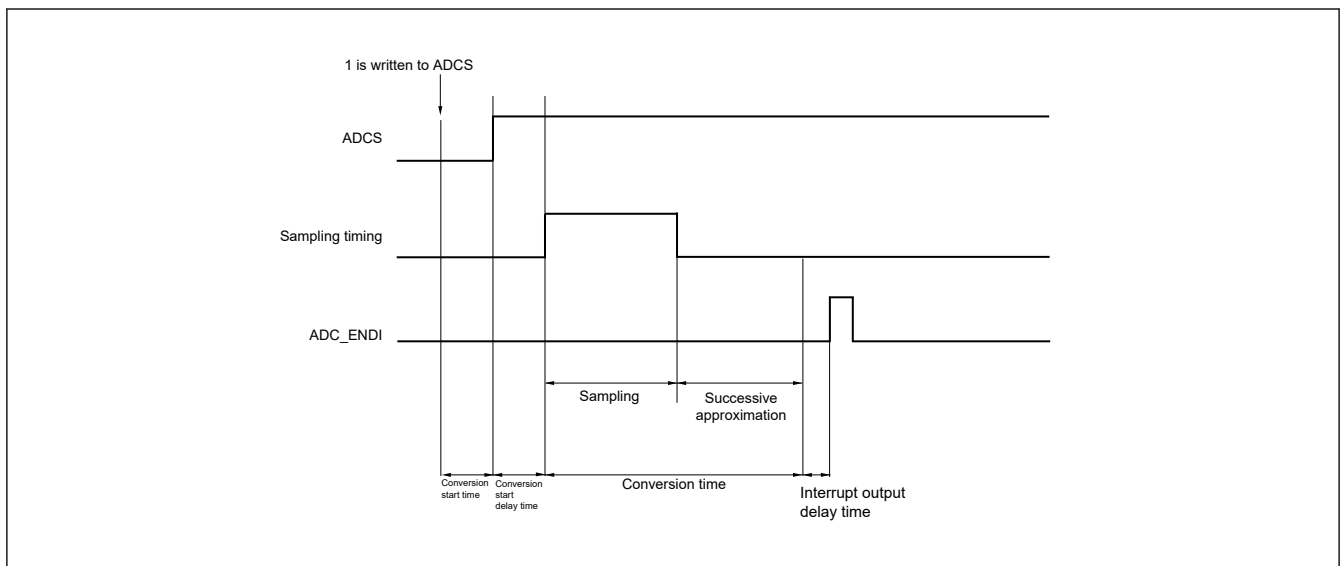 1 is written to ADCS
ADCS
Sampling timing
ADC_ENDI
Sampling
Successive
approximation
Conversion
start time
Conversion
start
delay time
Conversion time
Interrupt output
delay time